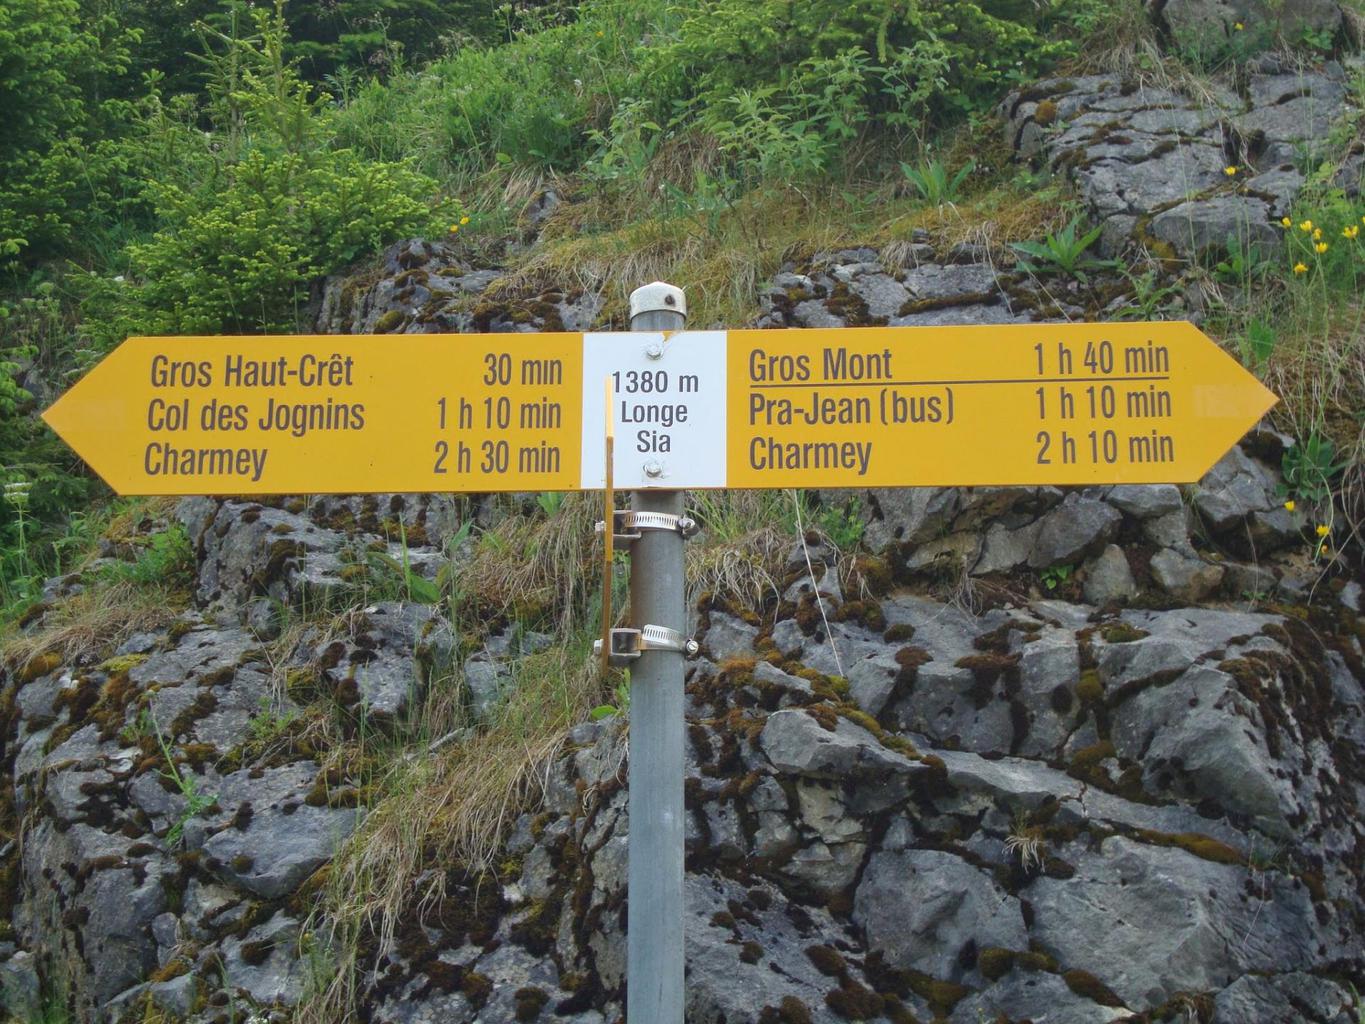 Gros Haut-Crêt 30 min
Col des Jognins 1 h 10 min
Charmey 2 h 30 min
1380 m
Longe
Sia
Gros Mont 1 h 40 min
Pra-Jean (bus) 1 h 10 min
Charmey 2 h 10 min